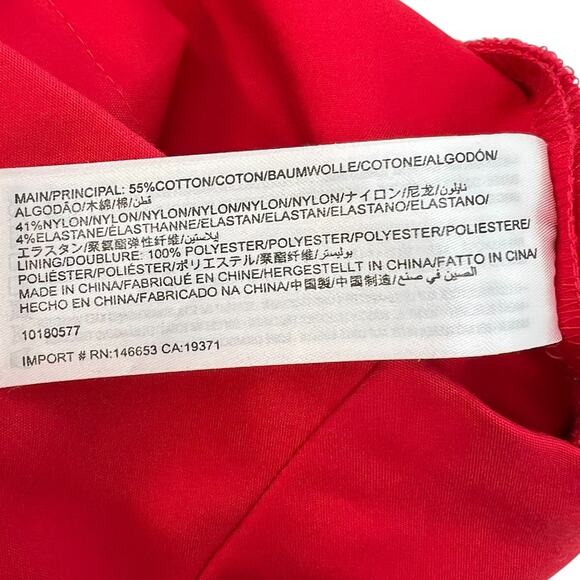 MAIN/PRINCIPAL: 55%COTTON/COTON/BAUMWOLLE/COTONE/ALGODÓN/
ALGODÃO/木綿/棉/قطن
41%NYLON/NYLON/NYLON/NYLON/NYLON/NYLON/ナイロン/尼龙/نايلون
4%ELASTANE/ÉLASTHANNE/ELASTAN/ELASTAN/ELASTANO/ELASTANO/
エラスタン/聚氨酯弹性纤维/إيلاستين
LINING/DOUBLURE: 100% POLYESTER/POLYESTER/POLYESTER/POLIESTERE/
POLIÉSTER/POLIÉSTER/ポリエステル/聚酯纤维/بوليستر
MADE IN CHINA/FABRIQUÉ EN CHINE/HERGESTELLT IN CHINA/FATTO IN CINA/
HECHO EN CHINA/FABRICADO NA CHINA/中国製/中国制造/صنع في الصين
10180577
IMPORT # RN:146653 CA:19371